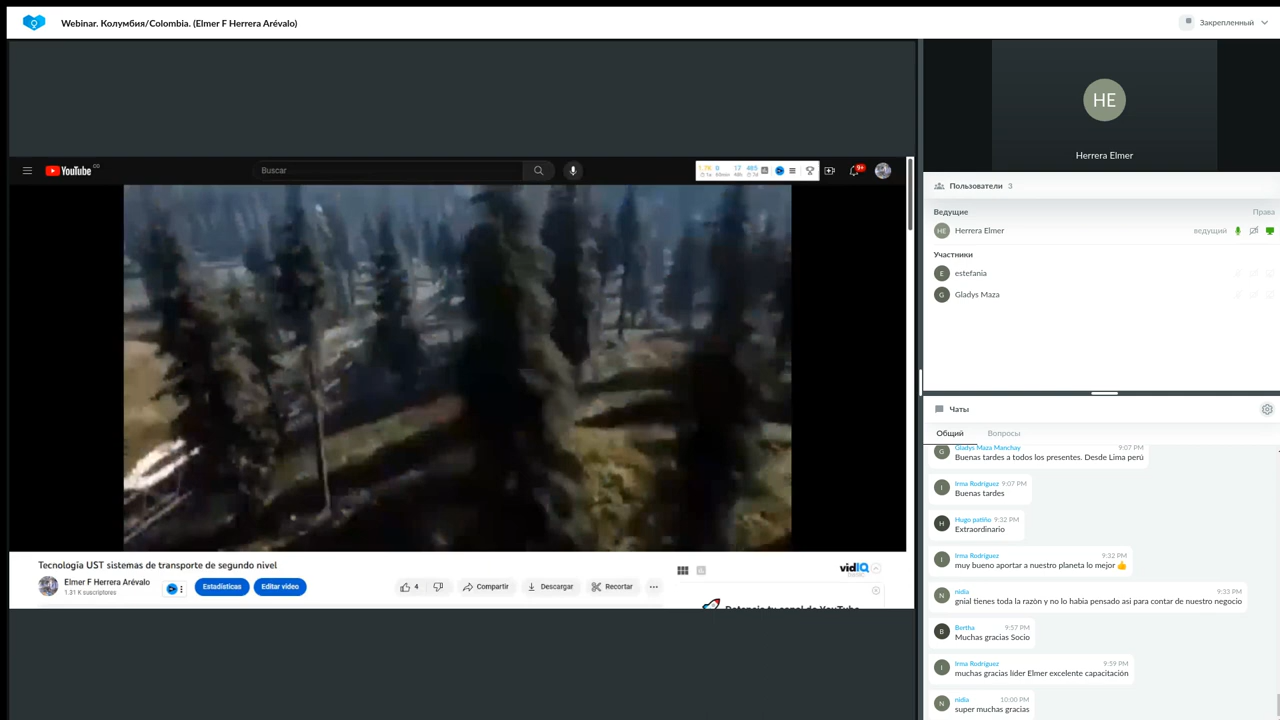 Webinar. Колумбия/Colombia. (Elmer F Herrera Arévalo)
Закрепленный
YouTube CO
Buscar
9+
HE
Herrera Elmer
Пользователи 3
Ведущие
Права
HE
Herrera Elmer
ведущий
Участники
E
estefania
G
Gladys Maza
Чаты
Общий
Вопросы
Gladys Maza Manchay 9:07 PM
G
Buenas tardes a todos los presentes. Desde Lima perú
Irma Rodriguez 9:07 PM
I
Buenas tardes
Hugo patiño 9:32 PM
H
Extraordinario
Irma Rodriguez 9:32 PM
I
muy bueno aportar a nuestro planeta lo mejor 👍
nidia 9:33 PM
N
gnial tienes toda la razòn y no lo habia pensado asi para contar de nuestro negocio
Bertha 9:57 PM
B
Muchas gracias Socio
Irma Rodriguez 9:59 PM
I
muchas gracias líder Elmer excelente capacitación
nidia 10:00 PM
N
super muchas gracias
Tecnología UST sistemas de transporte de segundo nivel
Elmer F Herrera Arévalo
1.31 K suscriptores
Estadísticas
Editar video
4
Compartir
Descargar
Recortar
vidIQ